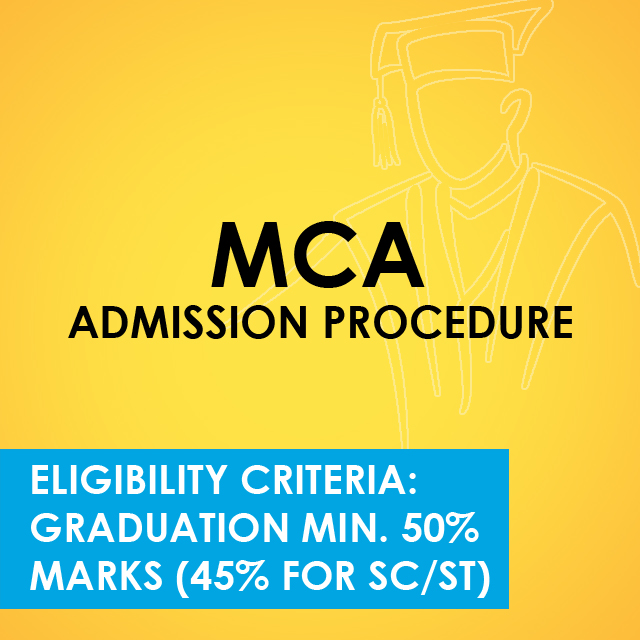 MCA
ADMISSION PROCEDURE
ELIGIBILITY CRITERIA:
GRADUATION MIN. 50%
MARKS (45% FOR SC/ST)